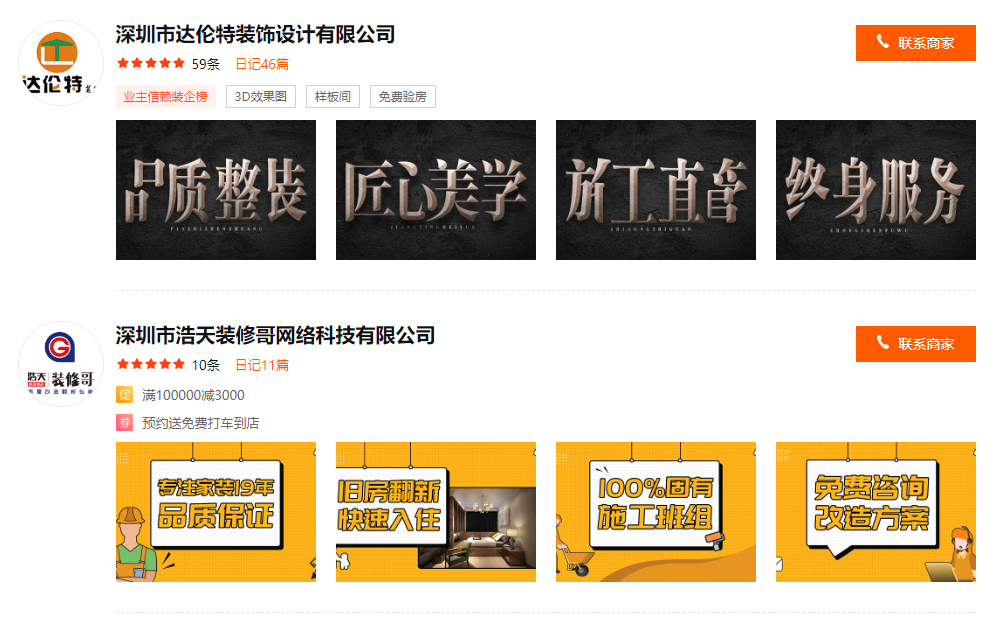 深圳市达伦特装饰设计有限公司
59条 日记46篇
联系商家
达伦特
业主信赖装企榜 3D效果图 样板间 免费验房
品质整装
匠心美学
施工直管
终身服务
ZHONGSHENFUWU
深圳市浩天装修哥网络科技有限公司
10条 日记11篇
联系商家
浩天 装修哥
促 满100000减3000
券 预约送免费打车到店
专注家装19年
品质保证
旧房翻新
快速入住
100%固有
施工班组
免费咨询
改造方案